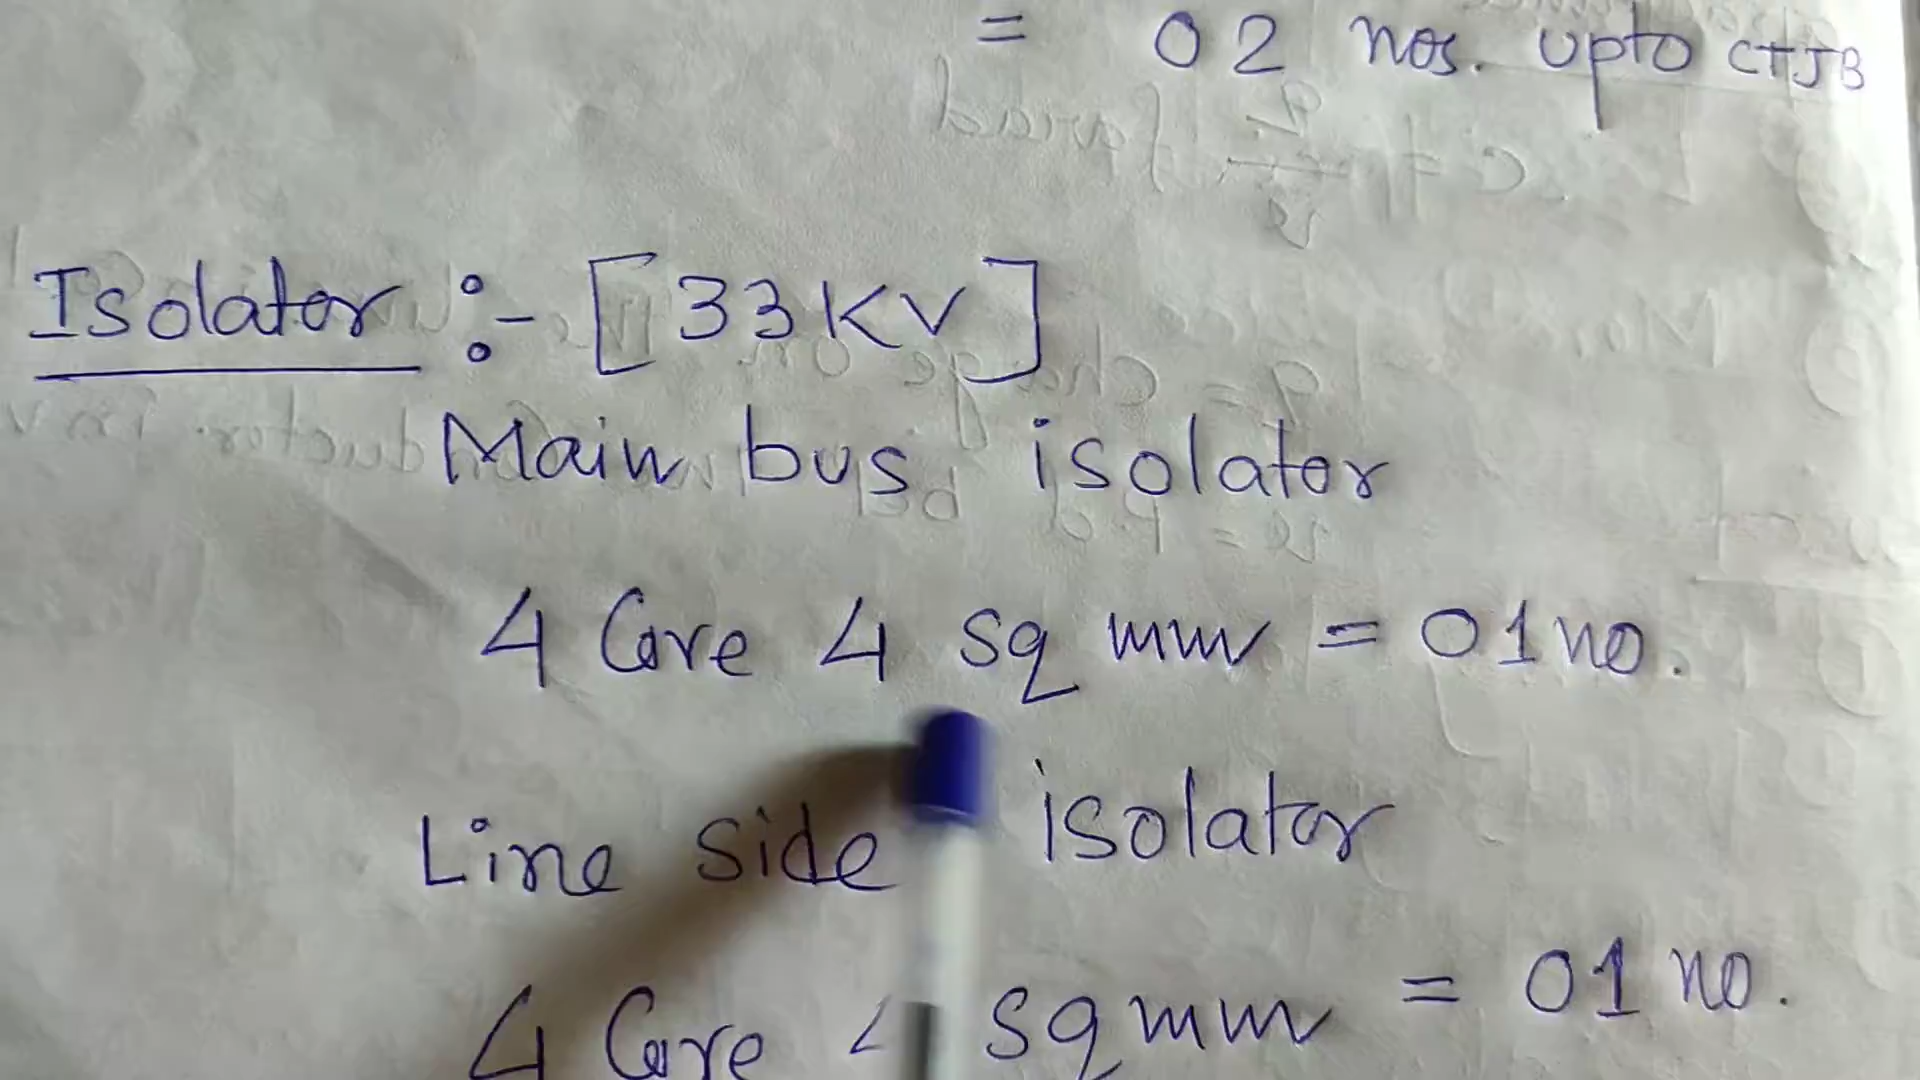 = 02 nos. upto CTJB
Isolator :- [33KV]
Main bus isolator
4 Core 4 sq mm = 01 no.
Line side isolator
4 Core 4 sqmm = 01 no.